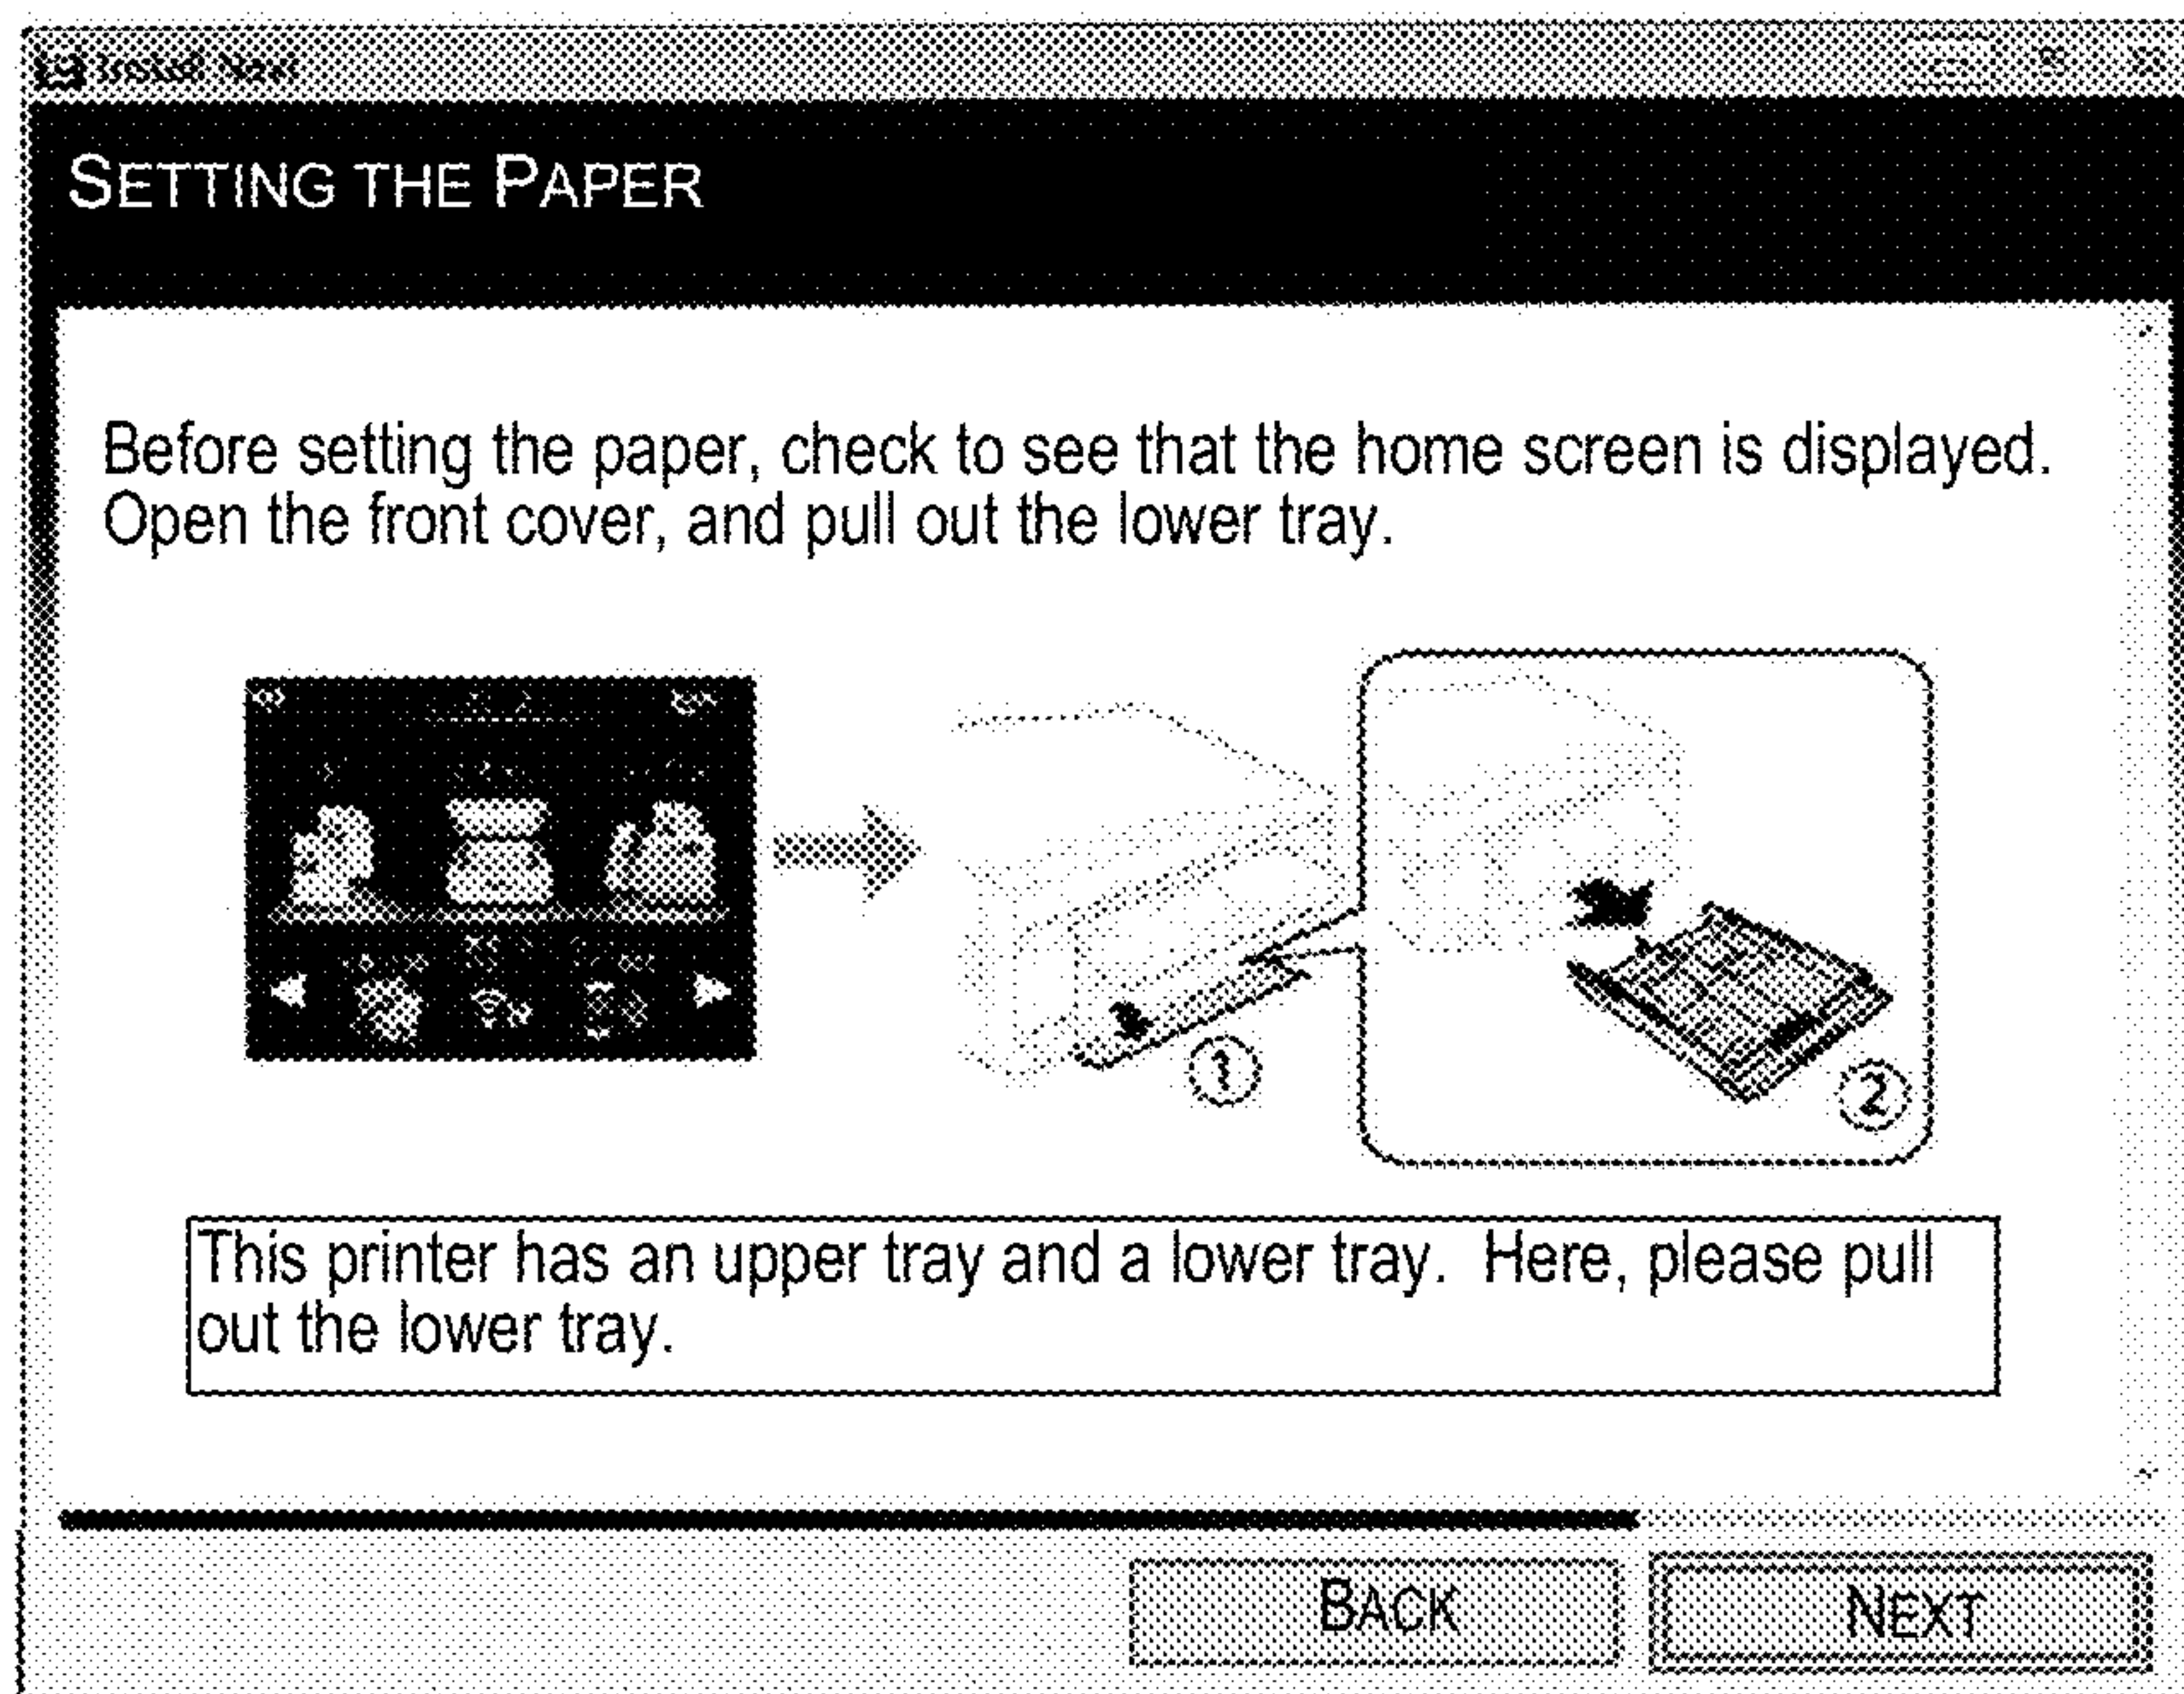 Install Navi
SETTING THE PAPER
Before setting the paper, check to see that the home screen is displayed.
Open the front cover, and pull out the lower tray.
1
2
This printer has an upper tray and a lower tray. Here, please pull
out the lower tray.
BACK
NEXT